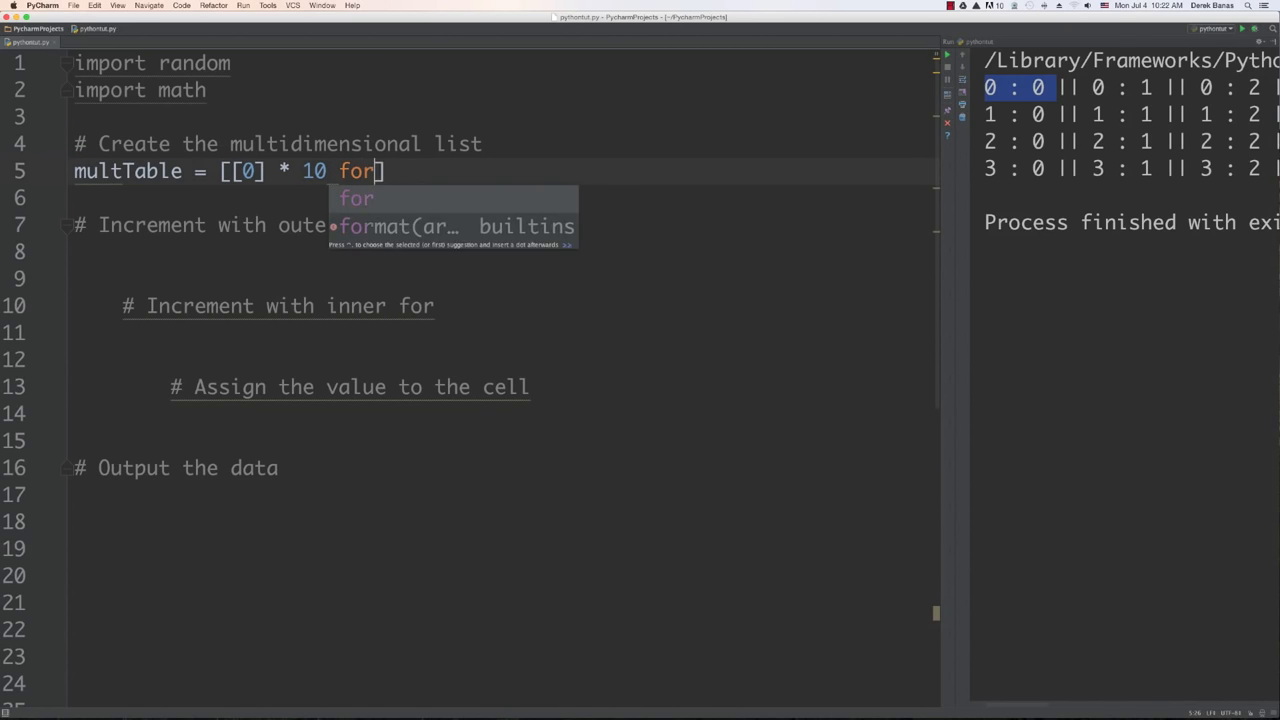 PyCharm File Edit View Navigate Code Refactor Run Tools VCS Window Help
10 Mon Jul 4 10:22 AM Derek Banas
pythontut.py - PycharmProjects - [~/PycharmProjects]
PycharmProjects pythontut.py
pythontut
pythontut.py
Run: pythontut
1 import random
2 import math
3
4 # Create the multidimensional list
5 multTable = [[0] * 10 for]
6
for
7 # Increment with oute
format(ar... builtins
Press ^. to choose the selected (or first) suggestion and insert a dot afterwards >>
8
9
10 # Increment with inner for
11
12
13 # Assign the value to the cell
14
15
16 # Output the data
17
18
19
20
21
22
23
24
/Library/Frameworks/Pytho
0 : 0 || 0 : 1 || 0 : 2 |
1 : 0 || 1 : 1 || 1 : 2 |
2 : 0 || 2 : 1 || 2 : 2 |
3 : 0 || 3 : 1 || 3 : 2 |
Process finished with exi
5:26 LF÷ UTF-8÷